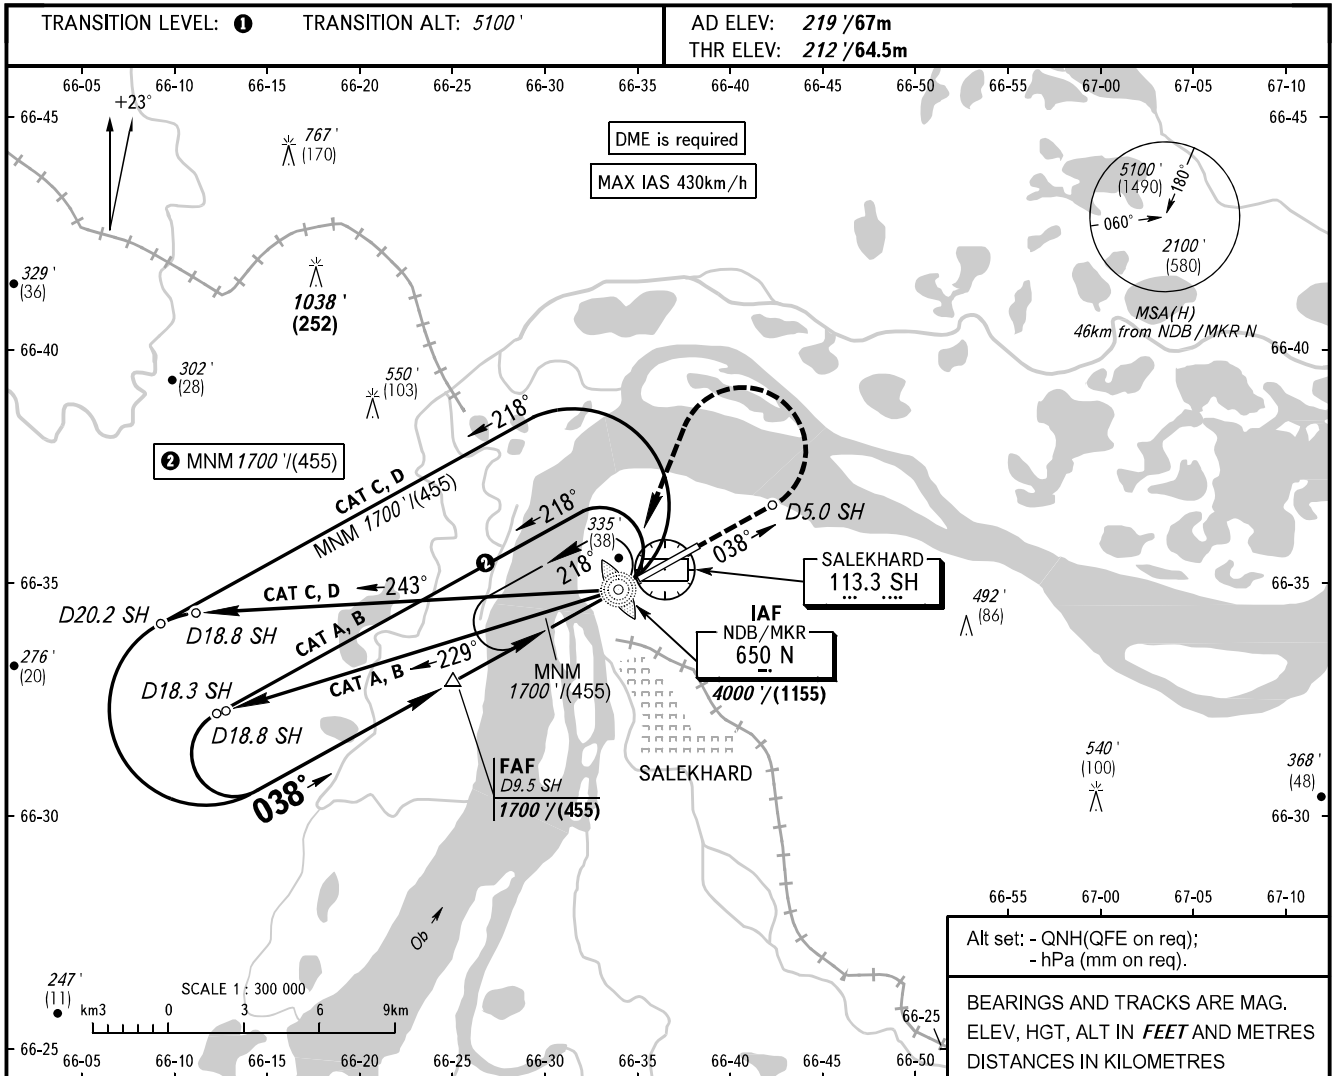 TRANSITION LEVEL: ❶ TRANSITION ALT: 5100 '
AD ELEV: 219 '/67m
THR ELEV: 212 '/64.5m
66-05 66-10 66-20 66-25 66-30 66-35 66-40 66-45 66-50 66-55 67-00 67-05 67-10
+23°
66-45
66-45
767 '
(170)
DME is required
MAX IAS 430km/h
5100 '
(1490)
180°
060°
2100 '
(580)
MSA(H)
46km from NDB/MKR N
329 '
(36)
1038 '
(252)
66-40
66-40
302 '
(28)
550 '
(103)
❷ MNM 1700 '/(455)
218°
CAT C, D
MNM 1700 '/(455)
218°
❷
335 '
(38)
218°
038°
D5.0 SH
SALEKHARD
113.3 SH
66-35
66-35
CAT C, D
243°
D20.2 SH
D18.8 SH
CAT A, B
492 '
(86)
IAF
NDB/MKR
650 N
4000 '/(1155)
276 '
(20)
229°
CAT A, B
MNM
1700 '/(455)
D18.3 SH
D18.8 SH
038°
FAF
D9.5 SH
1700 '/(455)
SALEKHARD
540 '
(100)
368 '
(48)
66-30
66-30
66-55 67-00 67-05 67-10
Ob
247 '
(11)
SCALE 1 : 300 000
km3 0 3 6 9km
Alt set: - QNH(QFE on req);
- hPa (mm on req).
BEARINGS AND TRACKS ARE MAG.
ELEV, HGT, ALT IN FEET AND METRES
DISTANCES IN KILOMETRES
66-25
66-25
66-05 66-10 66-20 66-25 66-30 66-35 66-40 66-45 66-50